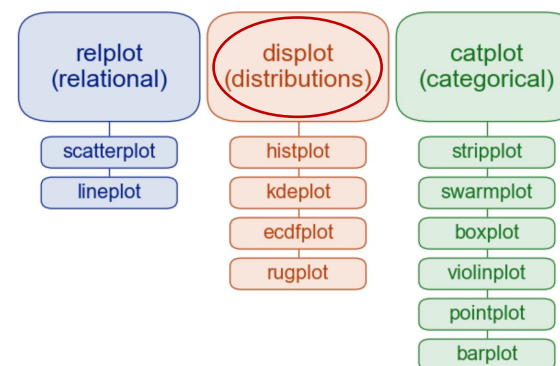 relplot
(relational)
scatterplot
lineplot
displot
(distributions)
histplot
kdeplot
ecdfplot
rugplot
catplot
(categorical)
stripplot
swarmplot
boxplot
violinplot
pointplot
barplot